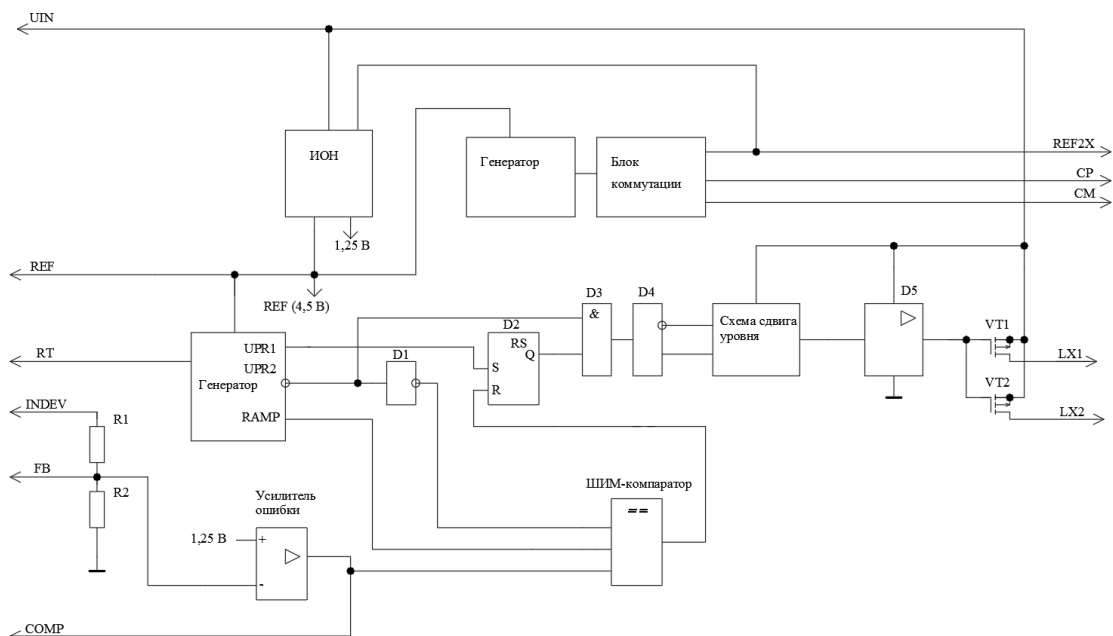 UIN
ИОН
Генератор
Блок
коммутации
REF2X
CP
CM
1,25 В
REF
REF (4,5 В)
D3
D4
D5
&
Схема сдвига
уровня
VT1
D2
RS
Q
S
R
UPR1
UPR2
Генератор
RAMP
D1
RT
LX1
VT2
LX2
INDEV
R1
FB
R2
ШИМ-компаратор
==
Усилитель
ошибки
1,25 В
+
-
COMP